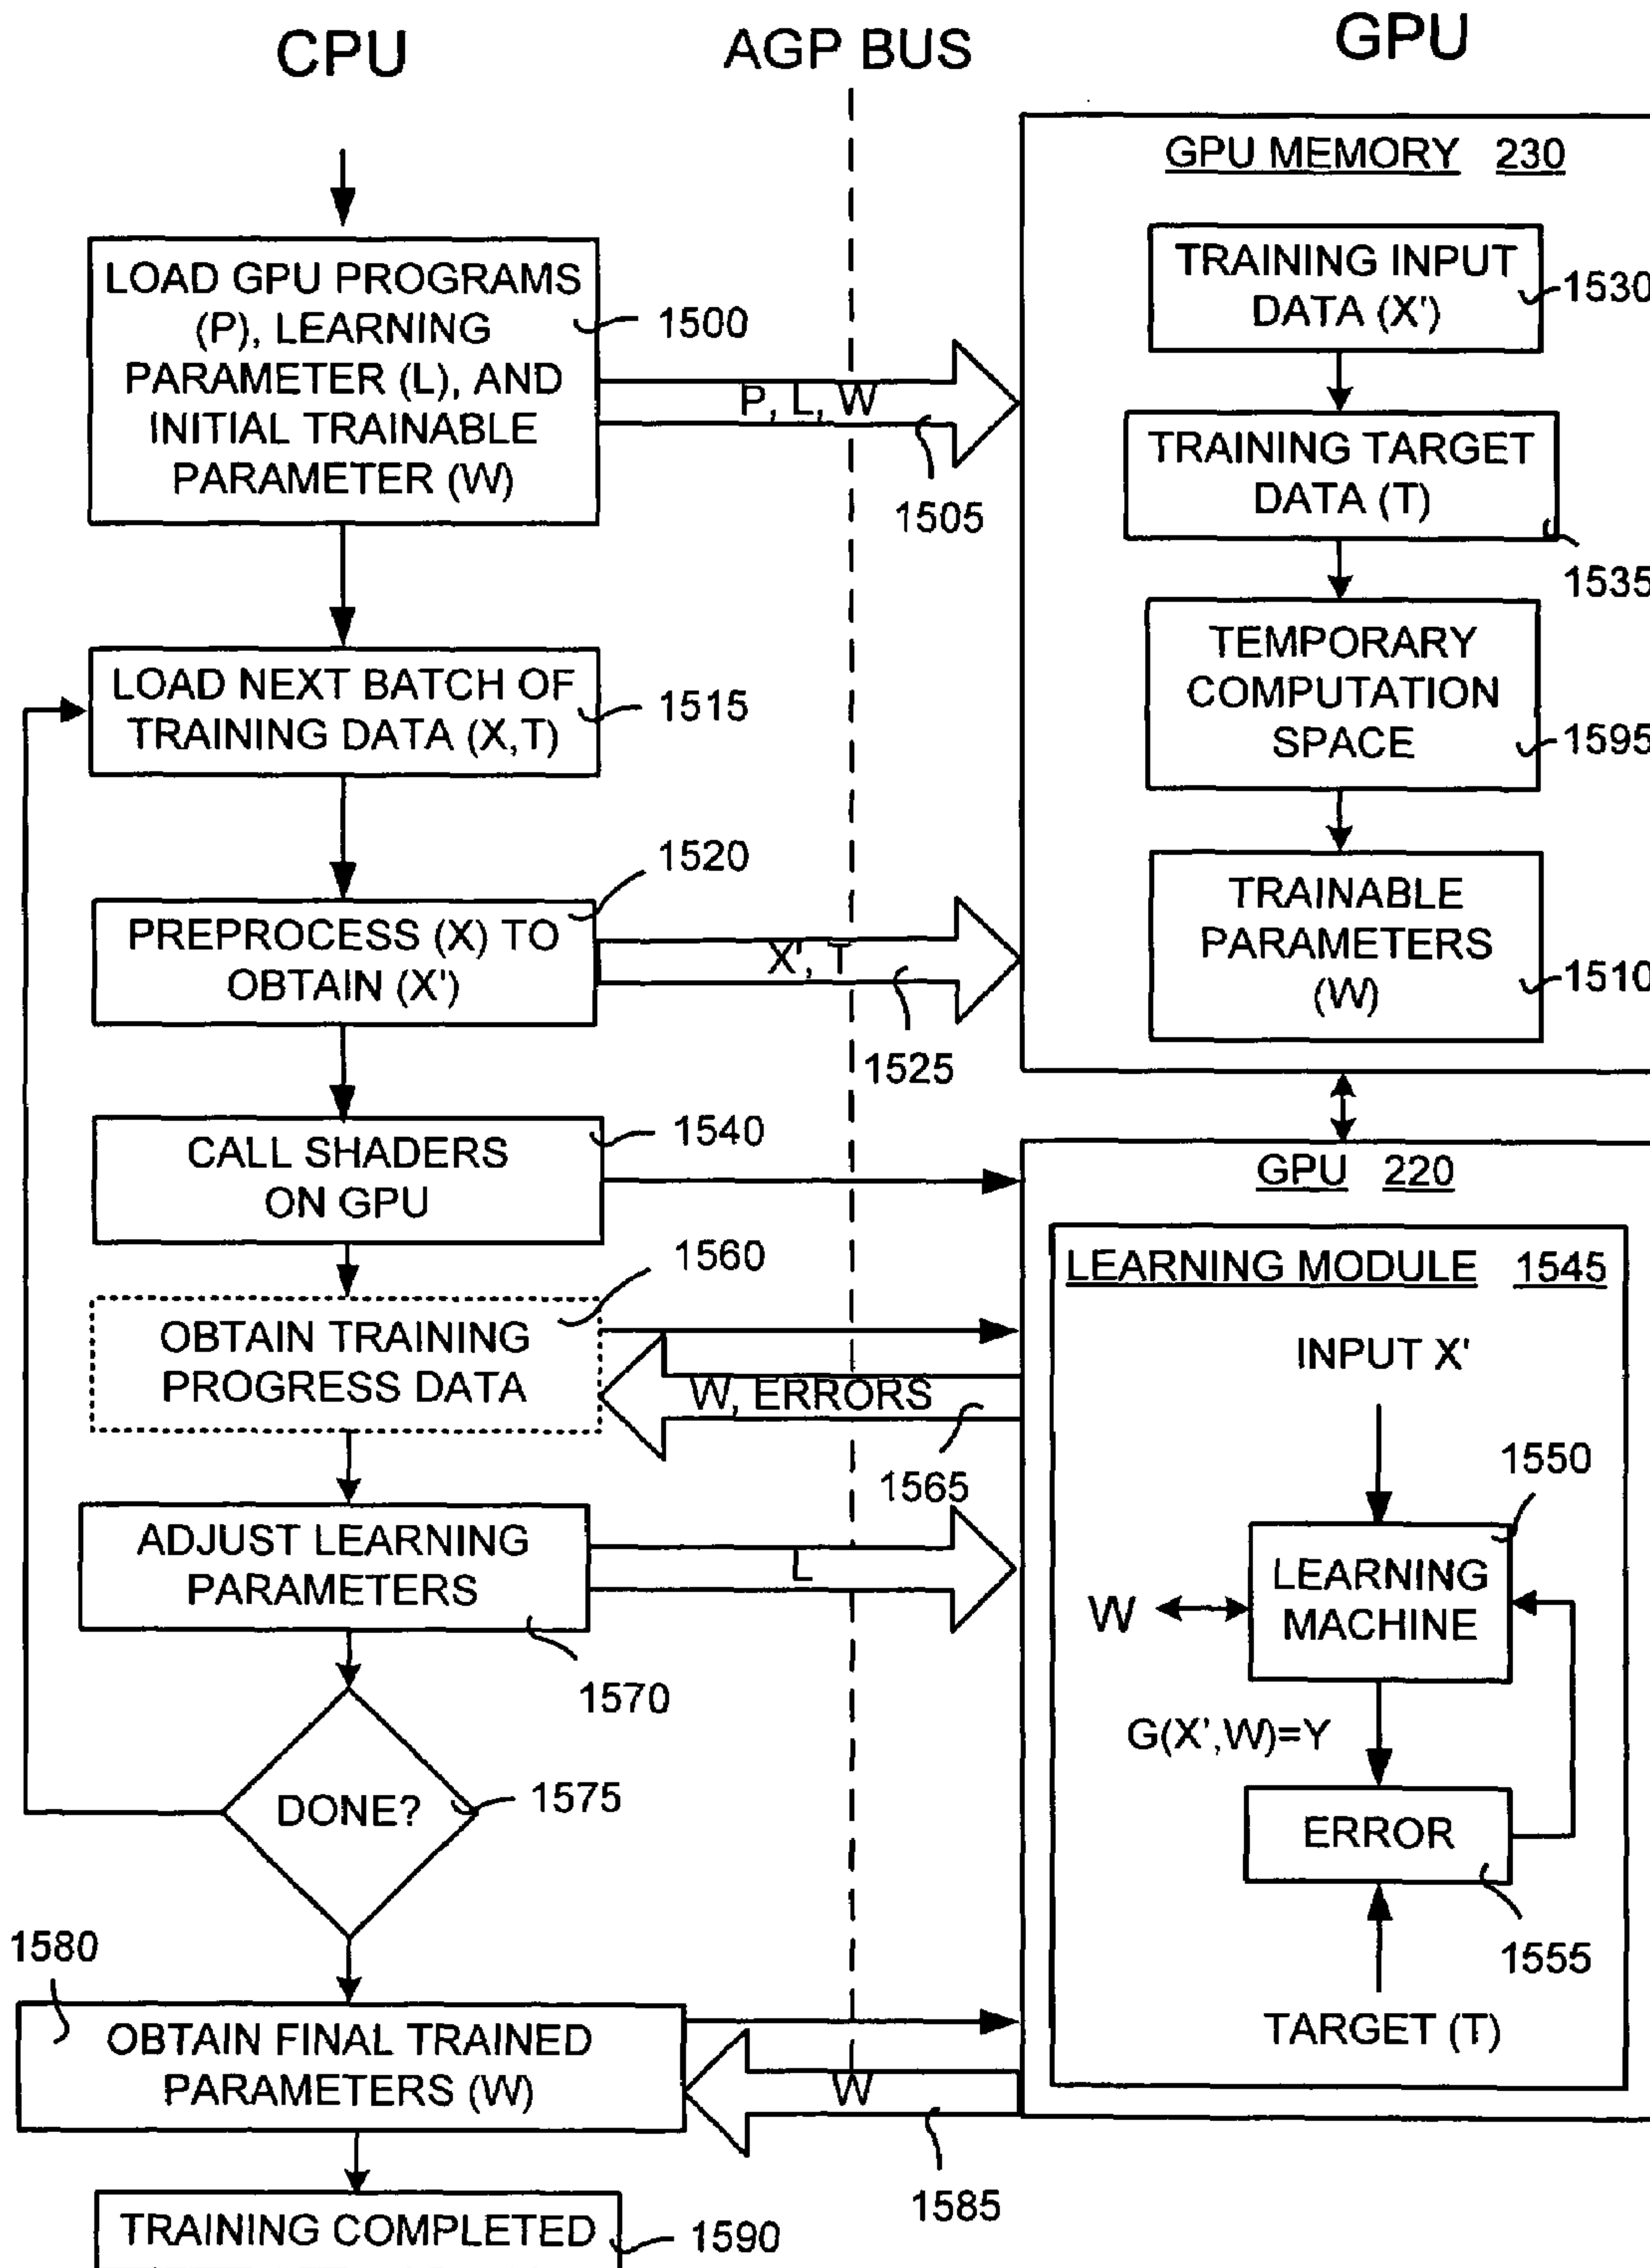 CPU
AGP BUS
GPU
LOAD GPU PROGRAMS
(P), LEARNING
PARAMETER (L), AND
INITIAL TRAINABLE
PARAMETER (W)
1500
P, L, W
1505
LOAD NEXT BATCH OF
TRAINING DATA (X,T)
1515
PREPROCESS (X) TO
OBTAIN (X')
1520
X', T
1525
CALL SHADERS
ON GPU
1540
OBTAIN TRAINING
PROGRESS DATA
1560
W, ERRORS
1565
ADJUST LEARNING
PARAMETERS
1570
L
DONE?
1575
1580
OBTAIN FINAL TRAINED
PARAMETERS (W)
W
1585
TRAINING COMPLETED
1590
GPU MEMORY 230
TRAINING INPUT
DATA (X')
1530
TRAINING TARGET
DATA (T)
1535
TEMPORARY
COMPUTATION
SPACE
1595
TRAINABLE
PARAMETERS
(W)
1510
GPU 220
LEARNING MODULE 1545
INPUT X'
1550
LEARNING
MACHINE
W
G(X',W)=Y
ERROR
1555
TARGET (T)